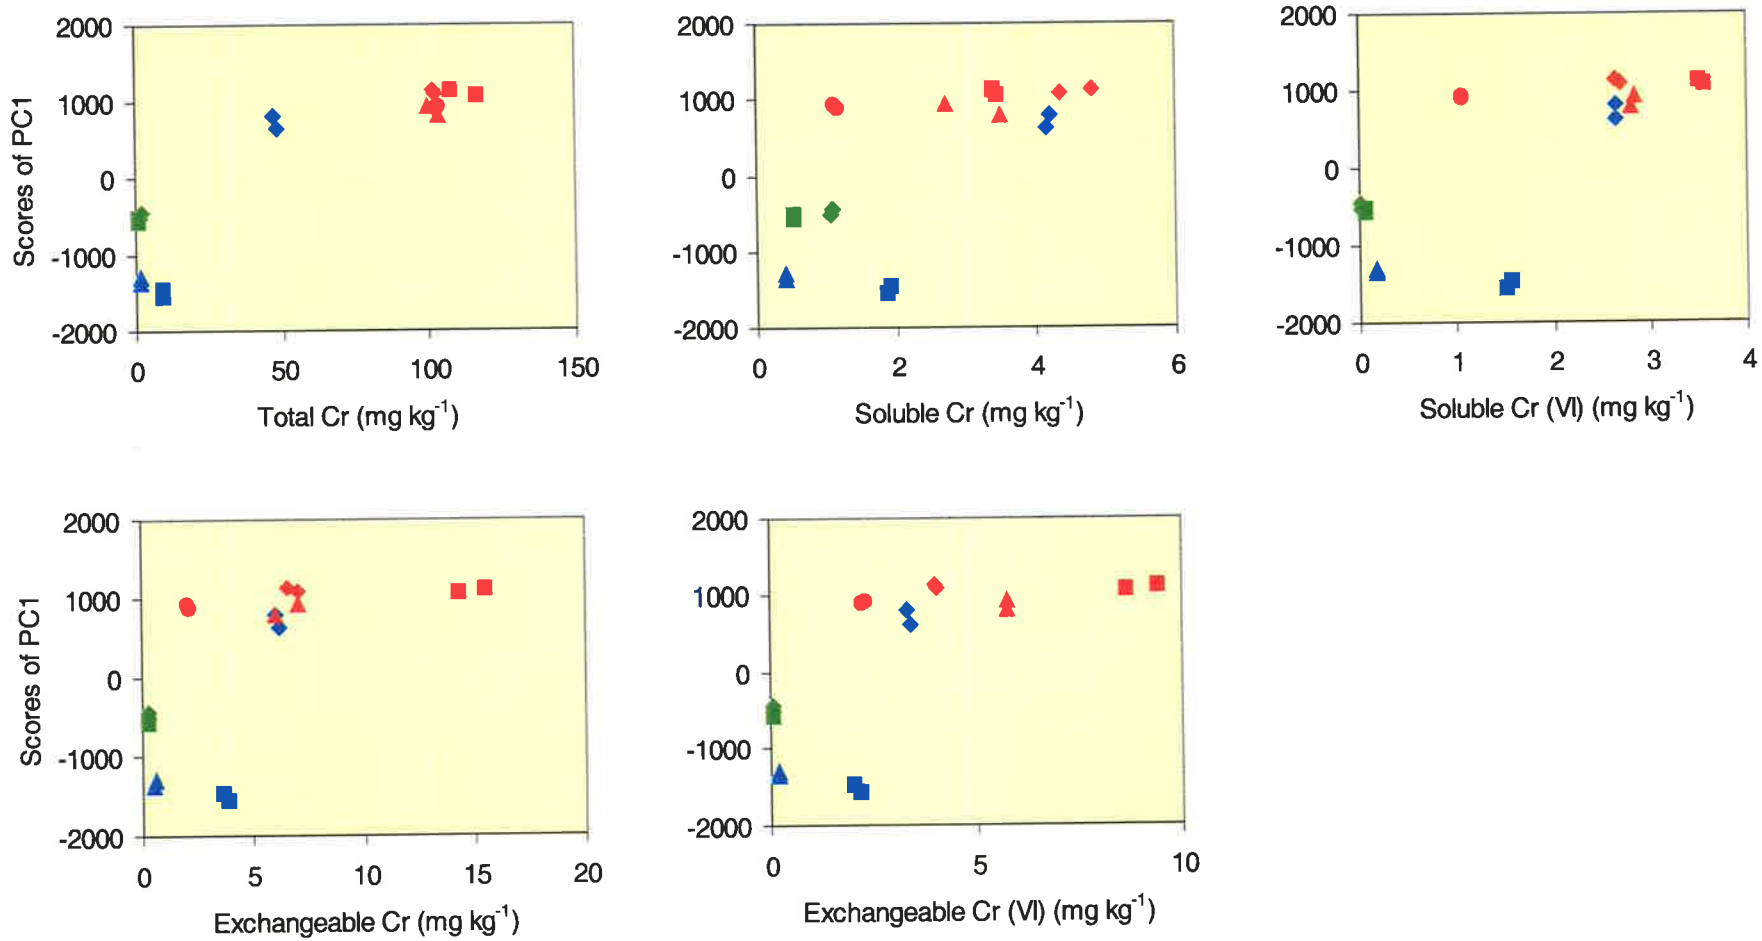 2000
1000
0
-1000
-2000
Scores of PC1
0 50 100 150
Total Cr (mg kg⁻¹)
2000
1000
0
-1000
-2000
0 2 4 6
Soluble Cr (mg kg⁻¹)
2000
1000
0
-1000
-2000
0 1 2 3 4
Soluble Cr (VI) (mg kg⁻¹)
2000
1000
0
-1000
-2000
Scores of PC1
0 5 10 15 20
Exchangeable Cr (mg kg⁻¹)
2000
1000
0
-1000
-2000
0 5 10
Exchangeable Cr (VI) (mg kg⁻¹)